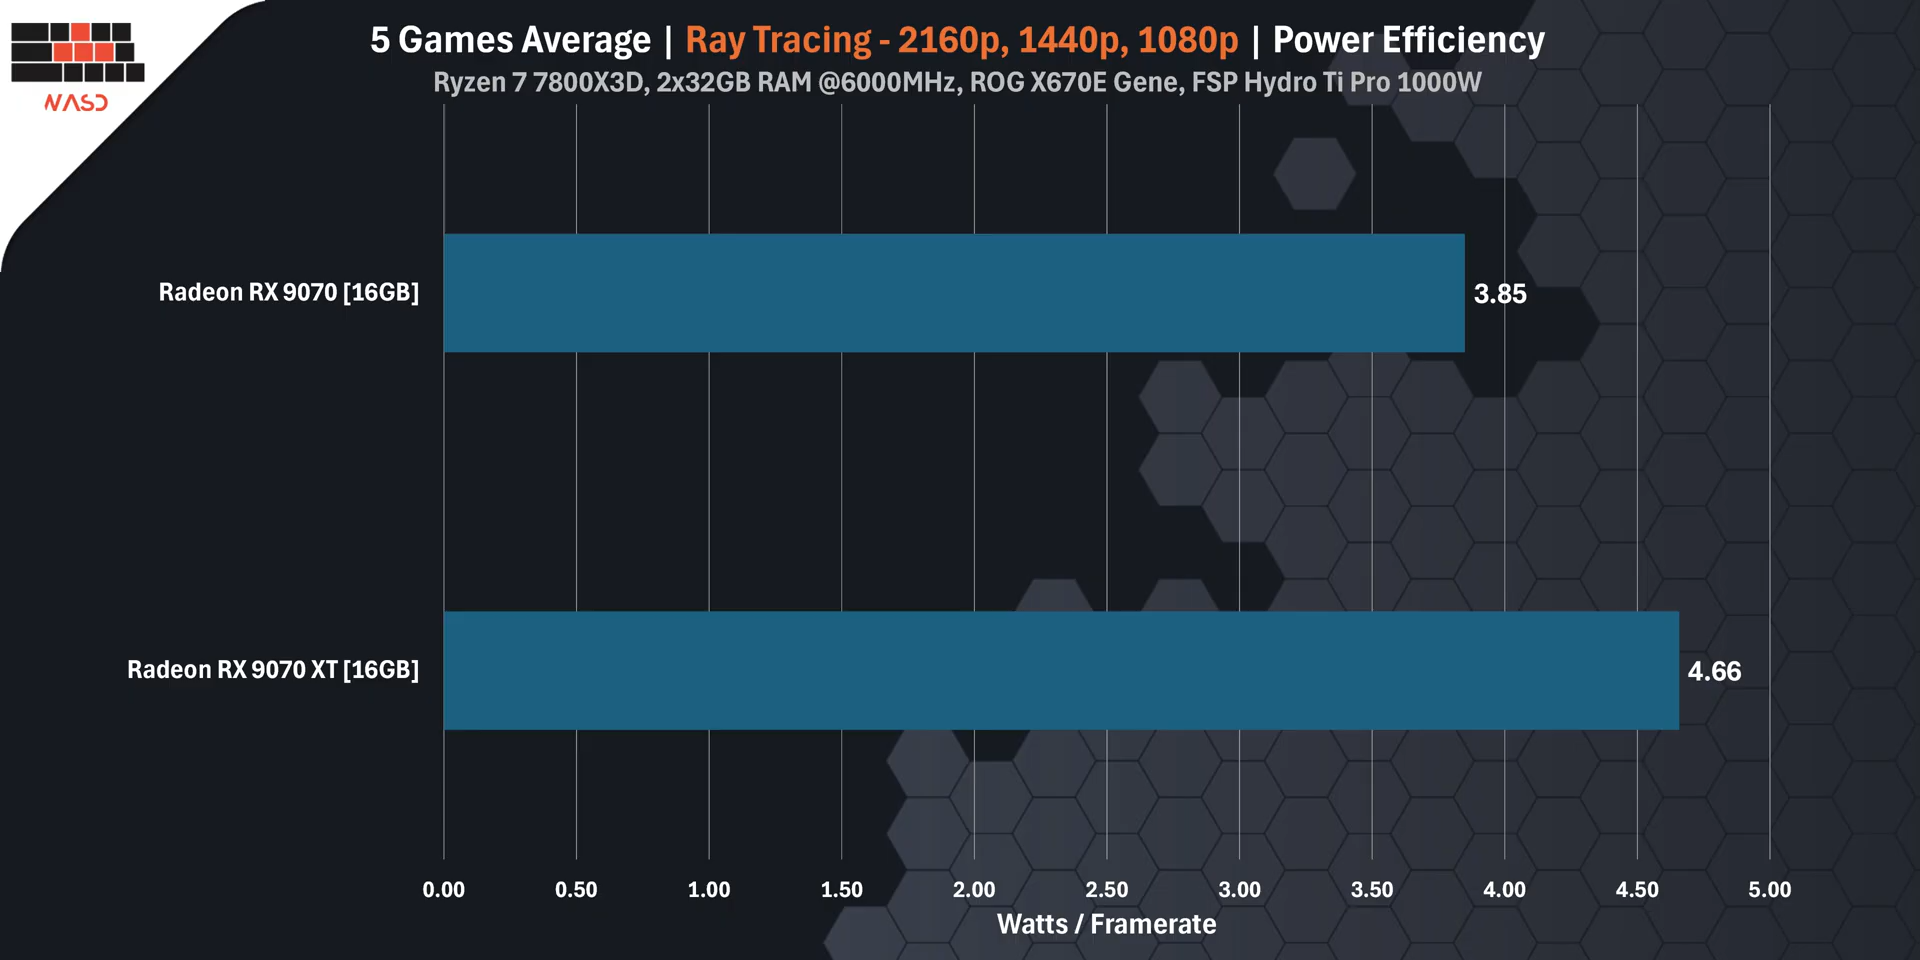 WASD
5 Games Average | Ray Tracing - 2160p, 1440p, 1080p | Power Efficiency
Ryzen 7 7800X3D, 2x32GB RAM @6000MHz, ROG X670E Gene, FSP Hydro Ti Pro 1000W
Radeon RX 9070 [16GB]
3.85
Radeon RX 9070 XT [16GB]
4.66
0.00 0.50 1.00 1.50 2.00 2.50 3.00 3.50 4.00 4.50 5.00
Watts / Framerate